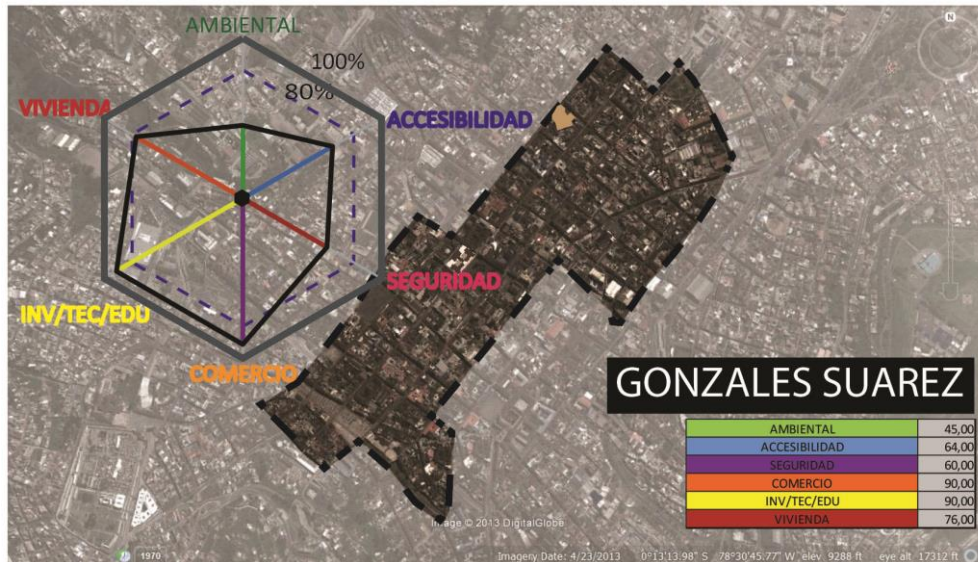 AMBIENTAL
100%
80%
VIVIENDA
ACCESIBILIDAD
SEGURIDAD
INV/TEC/EDU
COMERCIO
N
GONZALES SUAREZ
AMBIENTAL 45,00
ACCESIBILIDAD 64,00
SEGURIDAD 60,00
COMERCIO 90,00
INV/TEC/EDU 90,00
VIVIENDA 76,00
Image © 2013 DigitalGlobe
1970
Imagery Date: 4/23/2013 0°13'13.98" S 78°30'45.77" W elev 9288 ft eye alt 17312 ft